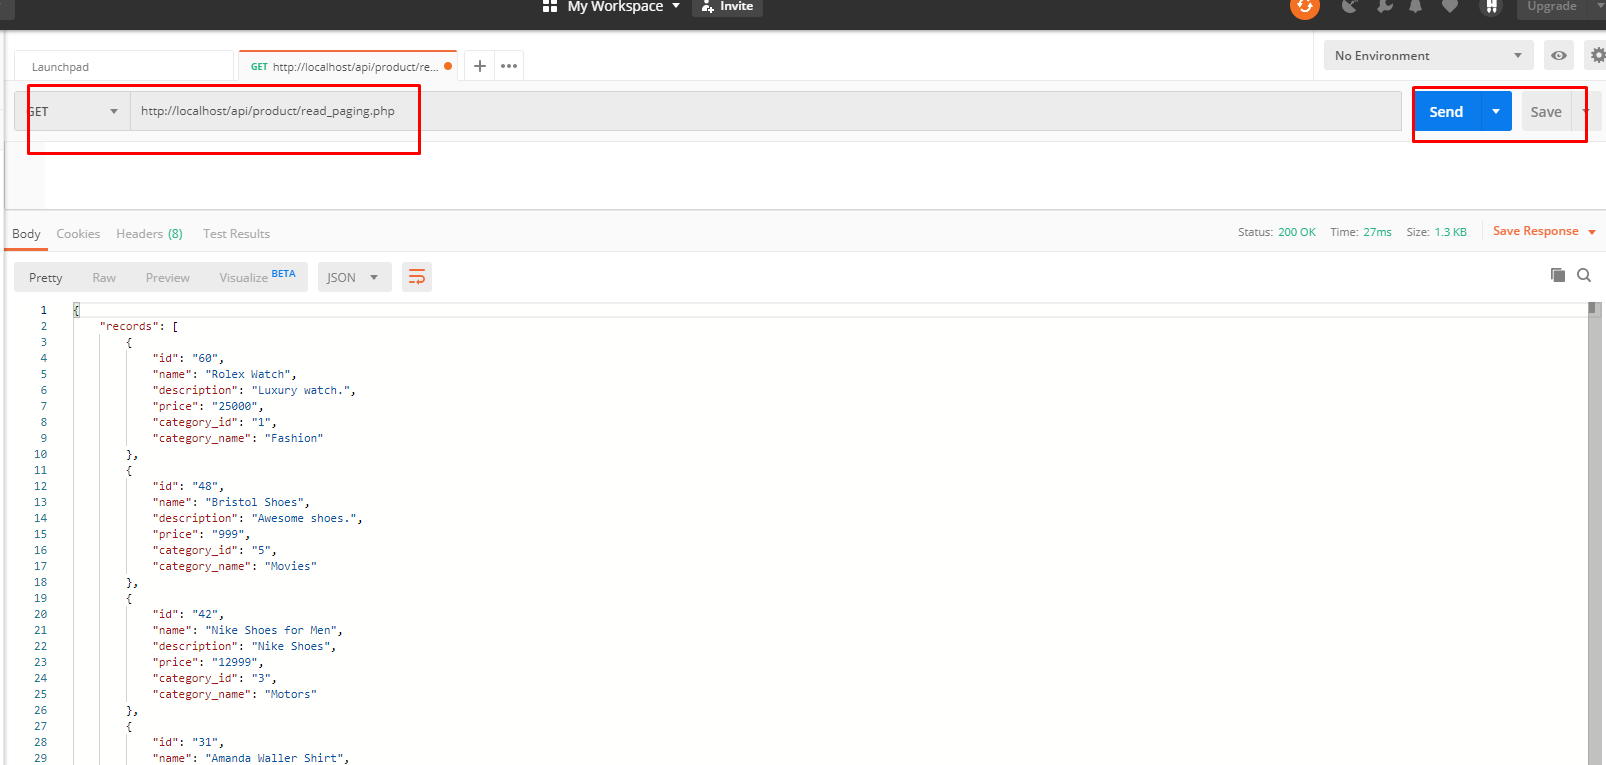 My Workspace Invite Upgrade
Launchpad GET http://localhost/api/product/re... No Environment
GET http://localhost/api/product/read_paging.php Send Save
Body Cookies Headers (8) Test Results Status: 200 OK Time: 27ms Size: 1.3 KB Save Response
Pretty Raw Preview Visualize BETA JSON
1 {
2 "records": [
3 {
4 "id": "60",
5 "name": "Rolex Watch",
6 "description": "Luxury watch.",
7 "price": "25000",
8 "category_id": "1",
9 "category_name": "Fashion"
10 },
11 {
12 "id": "48",
13 "name": "Bristol Shoes",
14 "description": "Awesome shoes.",
15 "price": "999",
16 "category_id": "5",
17 "category_name": "Movies"
18 },
19 {
20 "id": "42",
21 "name": "Nike Shoes for Men",
22 "description": "Nike Shoes",
23 "price": "12999",
24 "category_id": "3",
25 "category_name": "Motors"
26 },
27 {
28 "id": "31",
29 "name": "Amanda Waller Shirt",